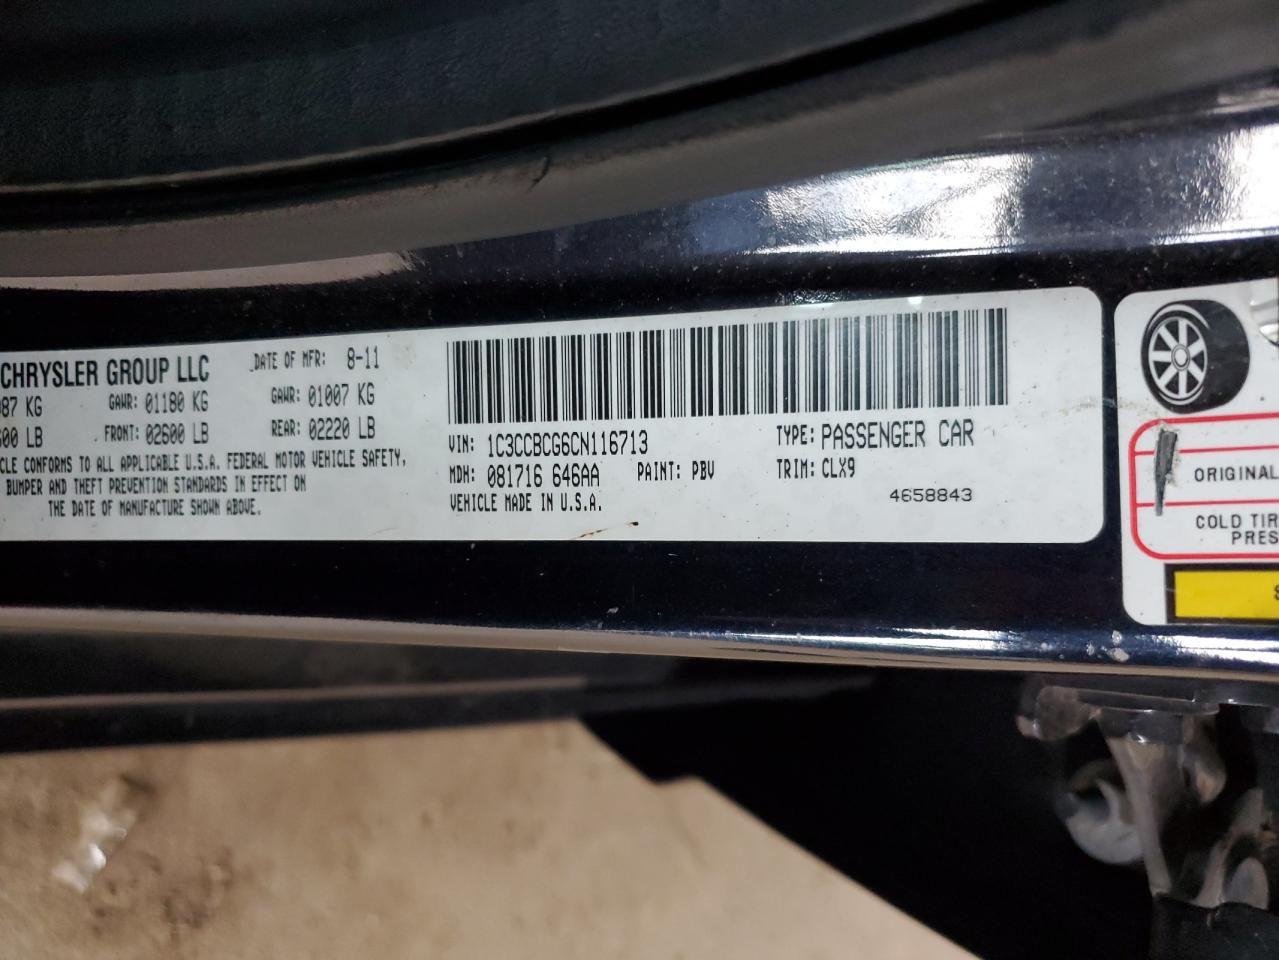 CHRYSLER GROUP LLC DATE OF MFR: 8-11
87 KG GAWR: 01180 KG GAWR: 01007 KG
00 LB FRONT: 02600 LB REAR: 02220 LB
CLE CONFORMS TO ALL APPLICABLE U.S.A. FEDERAL MOTOR VEHICLE SAFETY,
BUMPER AND THEFT PREVENTION STANDARDS IN EFFECT ON
THE DATE OF MANUFACTURE SHOWN ABOVE.
VIN: 1C3CCBCG6CN116713 TYPE: PASSENGER CAR
MDH: 081716 646AA PAINT: PBV TRIM: CLX9
VEHICLE MADE IN U.S.A. 4658843
ORIGINAL
COLD TIR
PRES